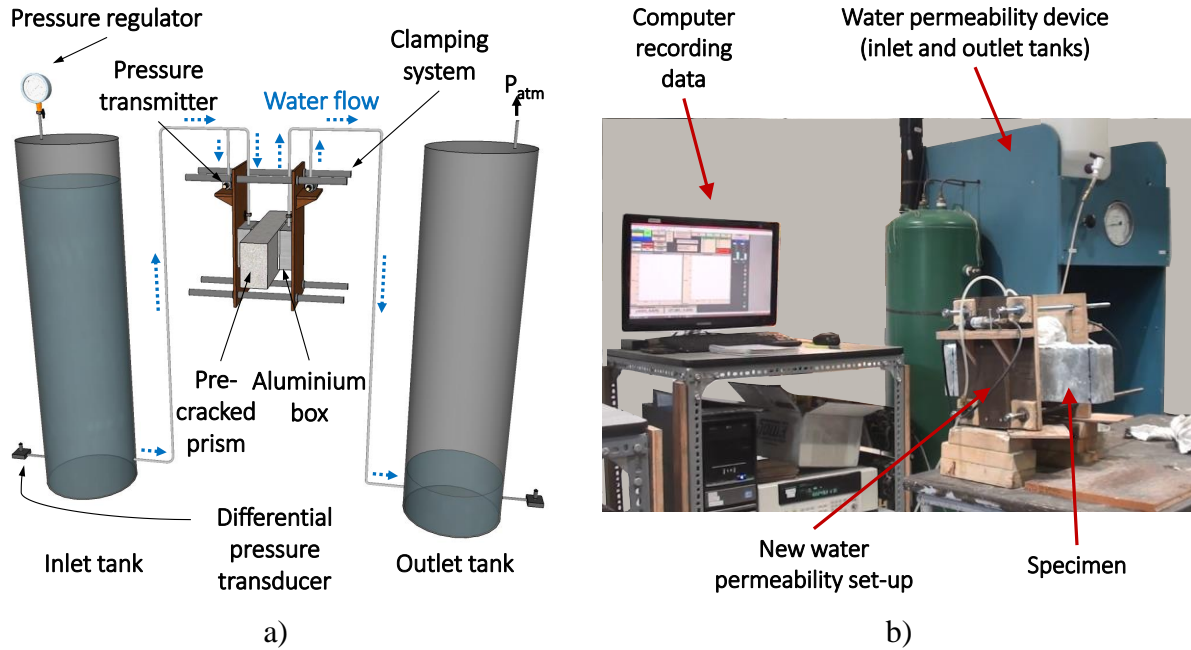 Pressure regulator
Pressure
transmitter
Clamping
system
Water flow
P_atm
Pre-
cracked
prism
Aluminium
box
Differential
pressure
transducer
Inlet tank
Outlet tank
a)
Computer
recording
data
Water permeability device
(inlet and outlet tanks)
New water
permeability set-up
Specimen
b)